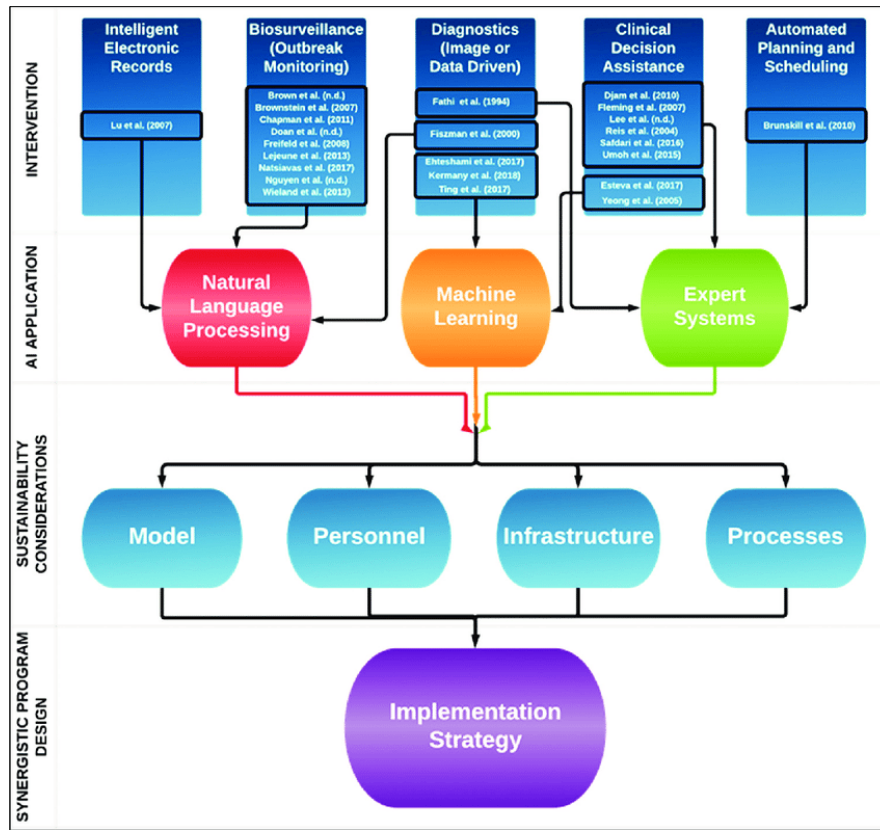 INTERVENTION
Intelligent
Electronic
Records
Lu et al. (2007)
Biosurveillance
(Outbreak
Monitoring)
Brown et al. (n.d.)
Brownstein et al. (2007)
Chapman et al. (2011)
Doan et al. (n.d.)
Freifeld et al. (2008)
Lejeune et al. (2013)
Natsiavas et al. (2017)
Nguyen et al. (n.d.)
Wieland et al. (2013)
Diagnostics
(Image or
Data Driven)
Fathi et al. (1994)
Fiszman et al. (2000)
Ehteshami et al. (2017)
Kermany et al. (2018)
Ting et al. (2017)
Clinical
Decision
Assistance
Djam et al. (2010)
Fleming et al. (2007)
Lee et al. (n.d.)
Reis et al. (2004)
Safdari et al. (2016)
Umoh et al. (2015)
Esteva et al. (2017)
Yeong et al. (2005)
Automated
Planning and
Scheduling
Brunskill et al. (2010)
AI APPLICATION
Natural
Language
Processing
Machine
Learning
Expert
Systems
SUSTAINABILITY
CONSIDERATIONS
Model
Personnel
Infrastructure
Processes
SYNERGISTIC PROGRAM
DESIGN
Implementation
Strategy